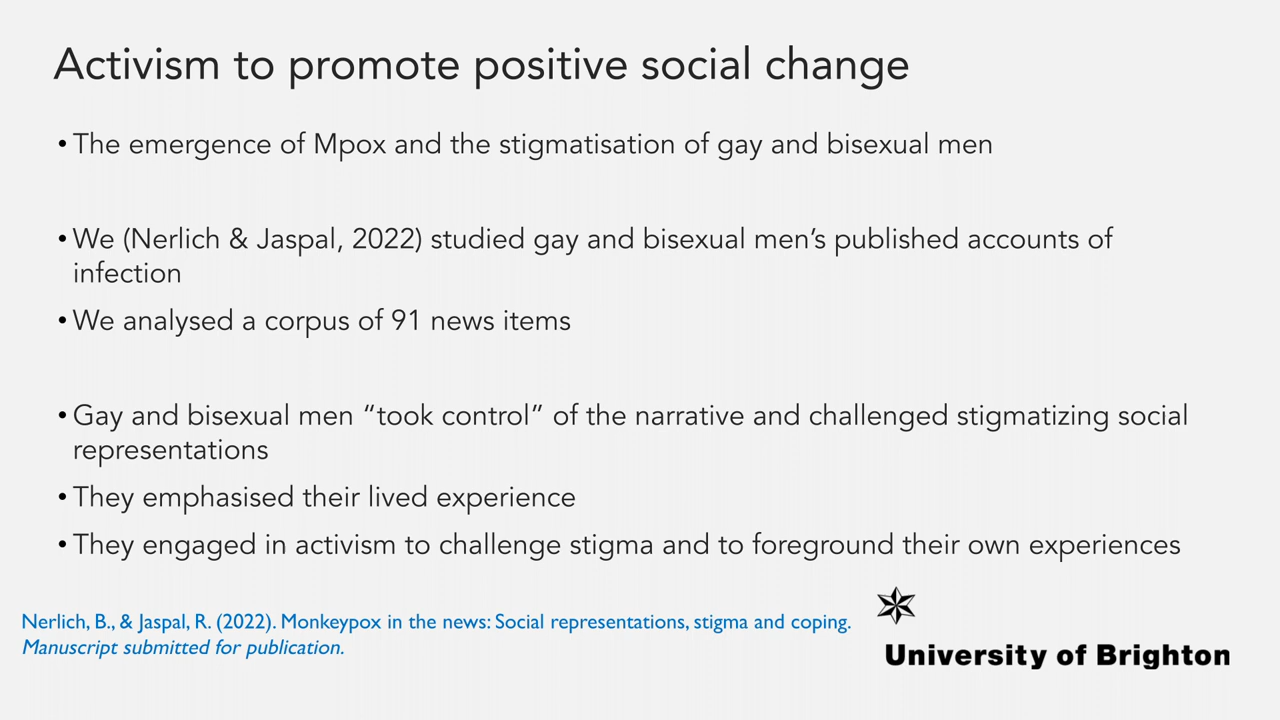 Activism to promote positive social change
• The emergence of Mpox and the stigmatisation of gay and bisexual men
• We (Nerlich & Jaspal, 2022) studied gay and bisexual men’s published accounts of
infection
• We analysed a corpus of 91 news items
• Gay and bisexual men “took control” of the narrative and challenged stigmatizing social
representations
• They emphasised their lived experience
• They engaged in activism to challenge stigma and to foreground their own experiences
Nerlich, B., & Jaspal, R. (2022). Monkeypox in the news: Social representations, stigma and coping.
Manuscript submitted for publication.
University of Brighton